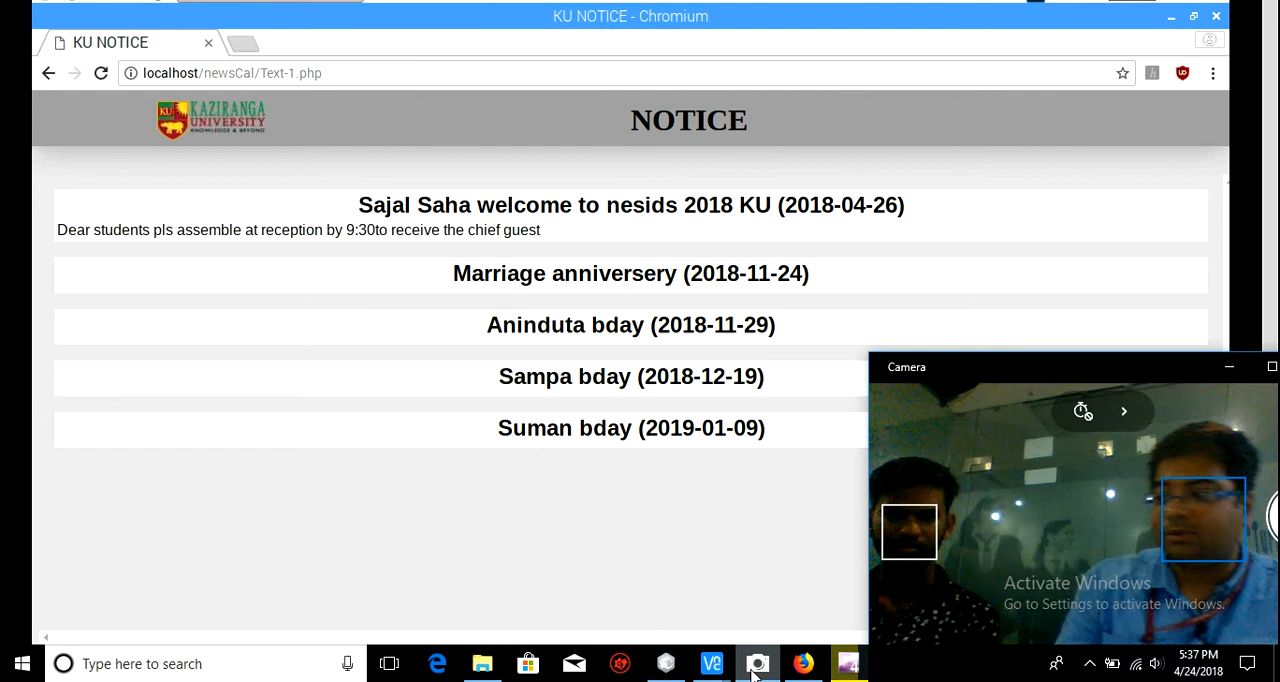 KU NOTICE - Chromium
KU NOTICE
localhost/newsCal/Text-1.php
KU
KAZIRANGA
UNIVERSITY
KNOWLEDGE & BEYOND
NOTICE
Sajal Saha welcome to nesids 2018 KU (2018-04-26)
Dear students pls assemble at reception by 9:30to receive the chief guest
Marriage anniversery (2018-11-24)
Aninduta bday (2018-11-29)
Sampa bday (2018-12-19)
Suman bday (2019-01-09)
Camera
Activate Windows
Go to Settings to activate Windows.
Type here to search
5:37 PM
4/24/2018